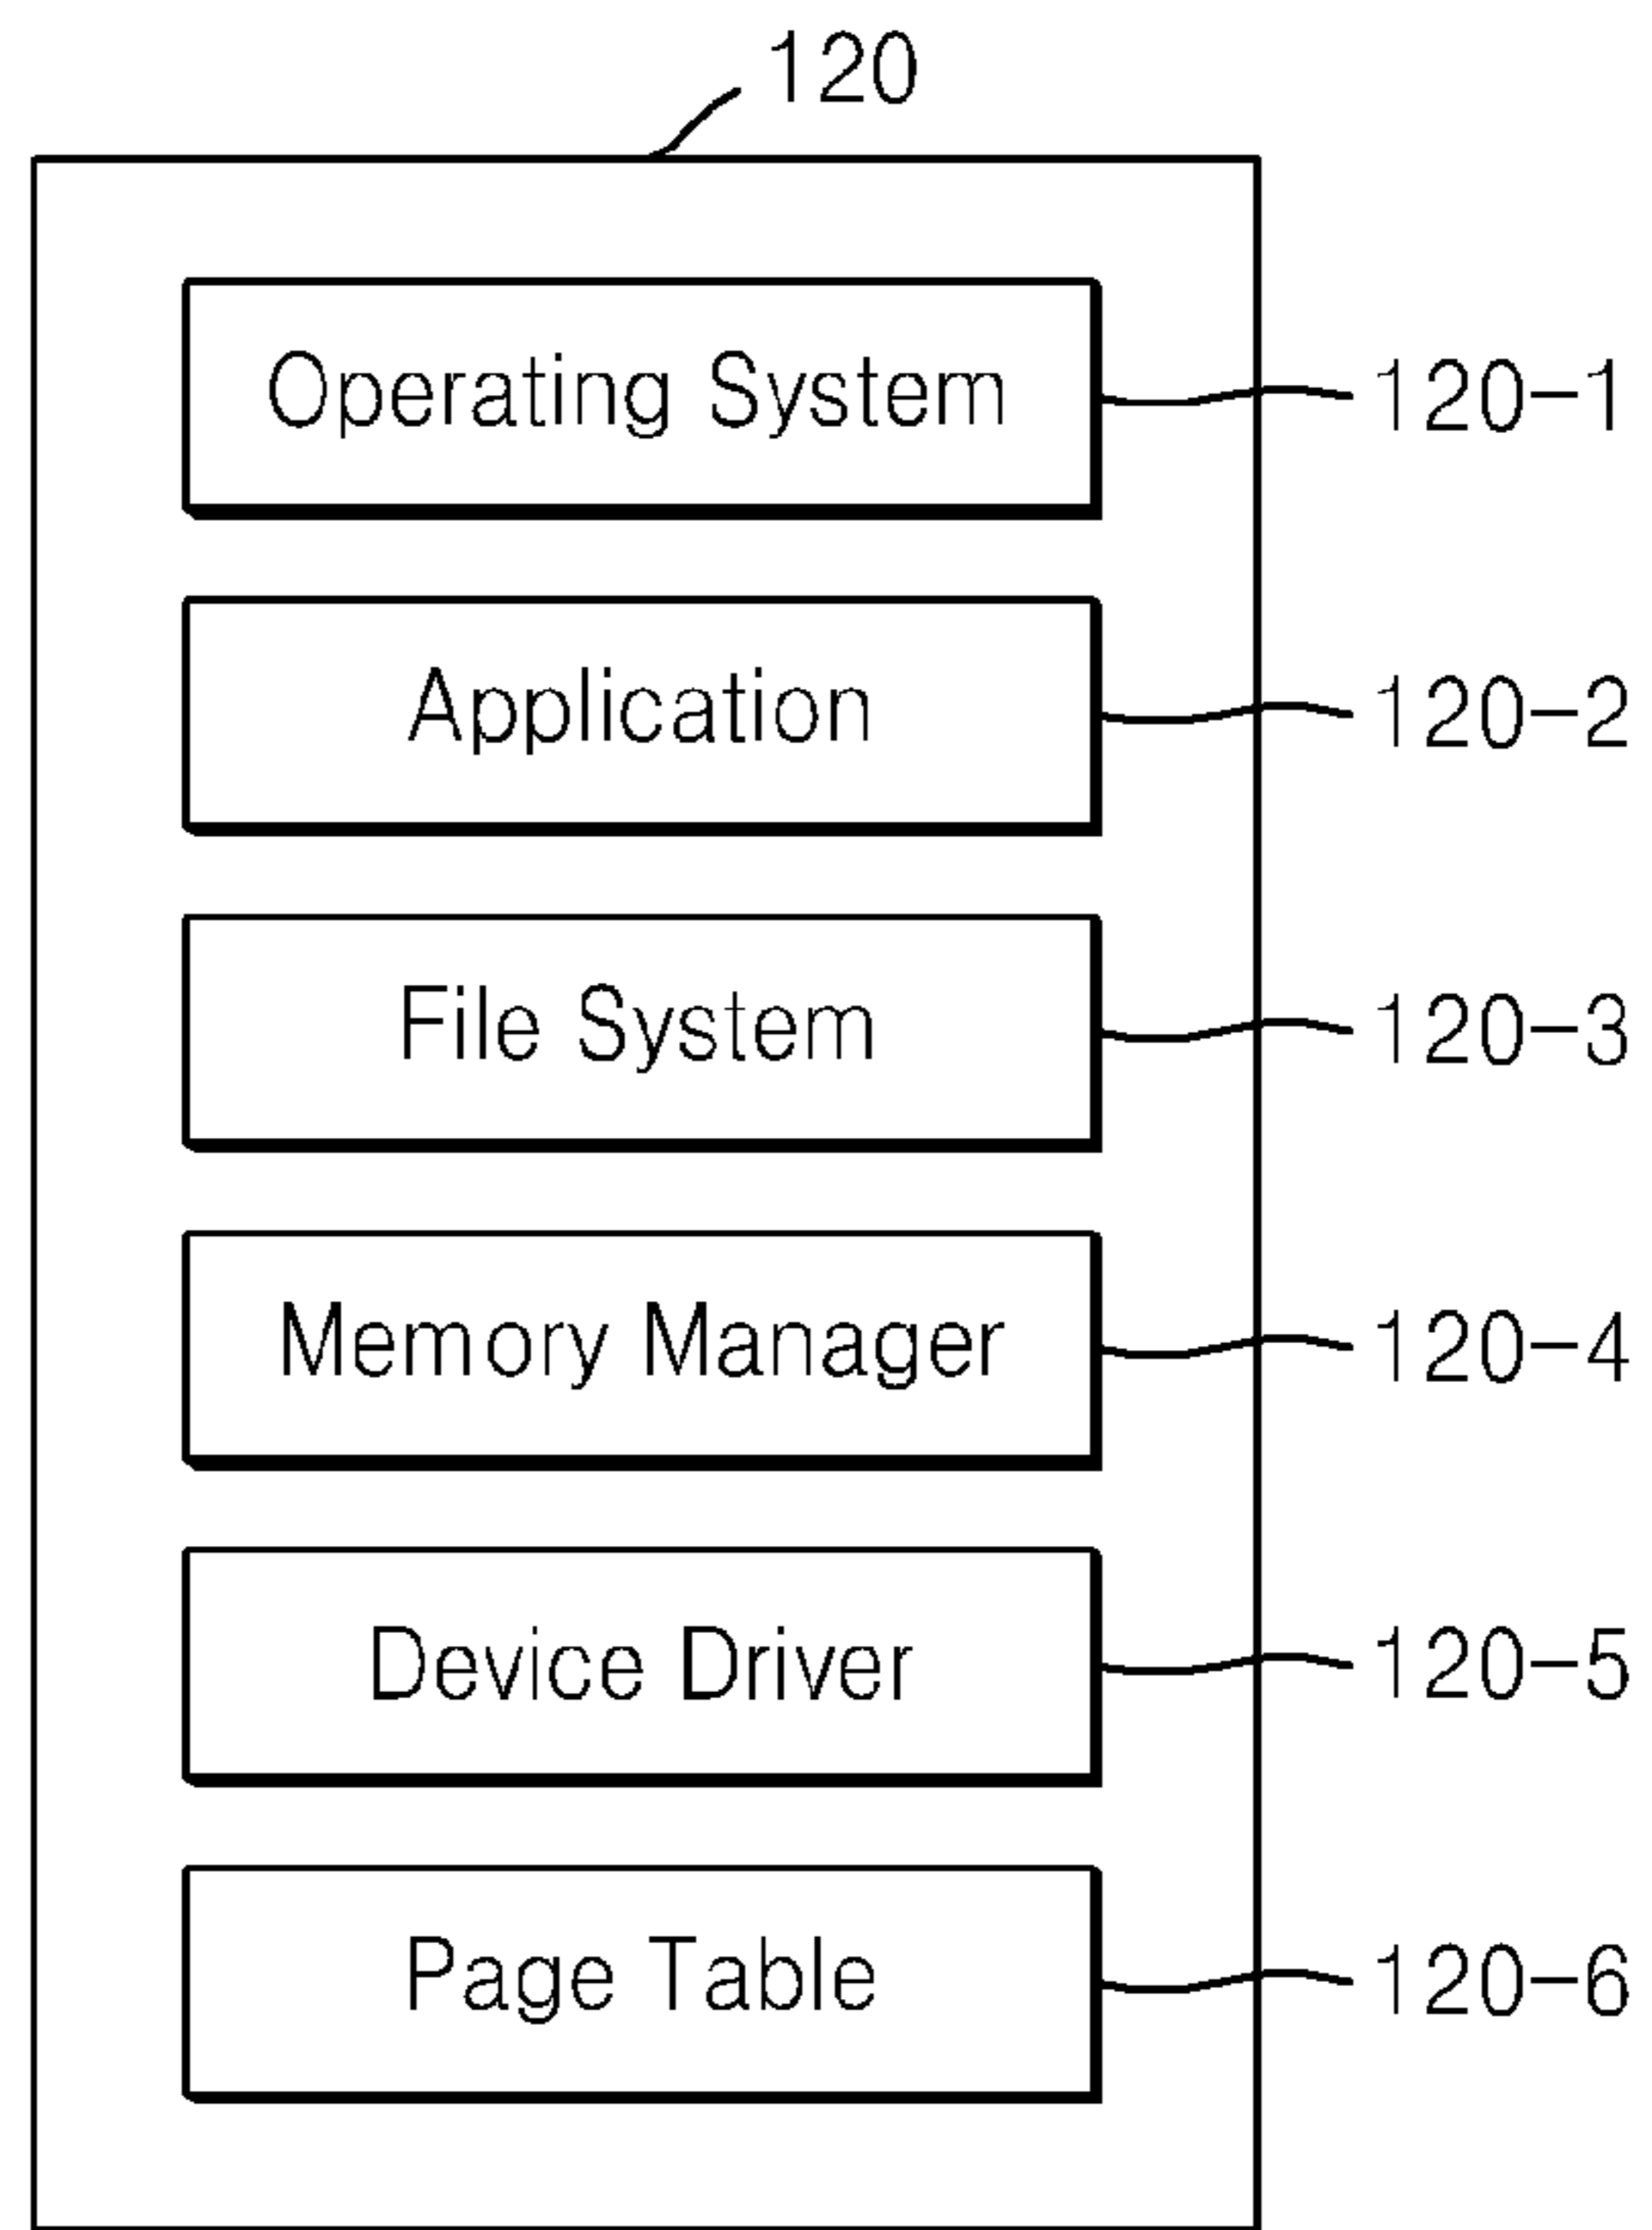 120
Operating System 120-1
Application 120-2
File System 120-3
Memory Manager 120-4
Device Driver 120-5
Page Table 120-6